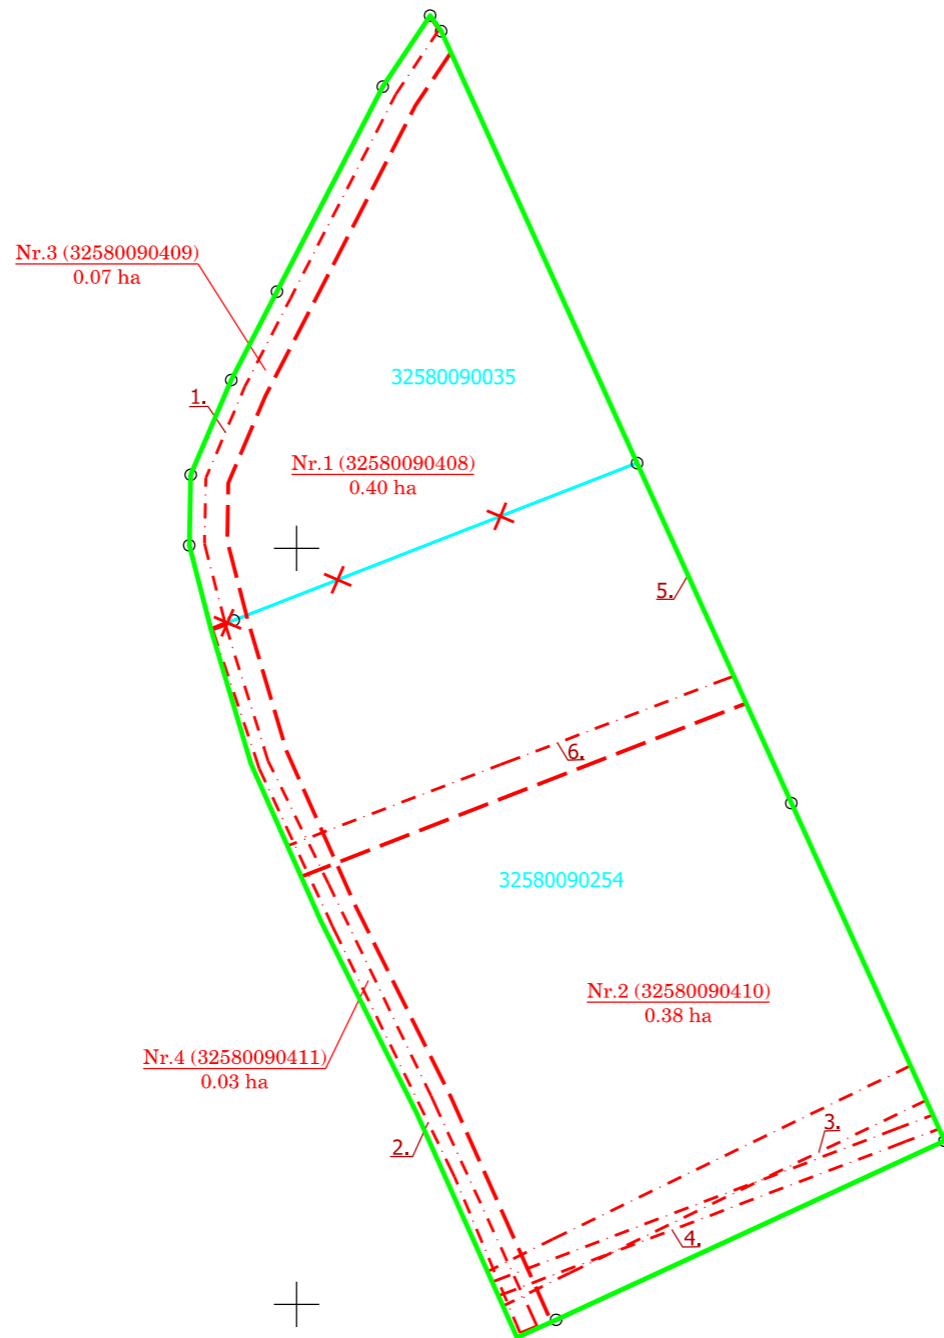 Nr.3 (32580090409)
0.07 ha
32580090035
1.
Nr.1 (32580090408)
0.40 ha
5.
6.
32580090254
Nr.2 (32580090410)
0.38 ha
Nr.4 (32580090411)
0.03 ha
3.
2.
4.